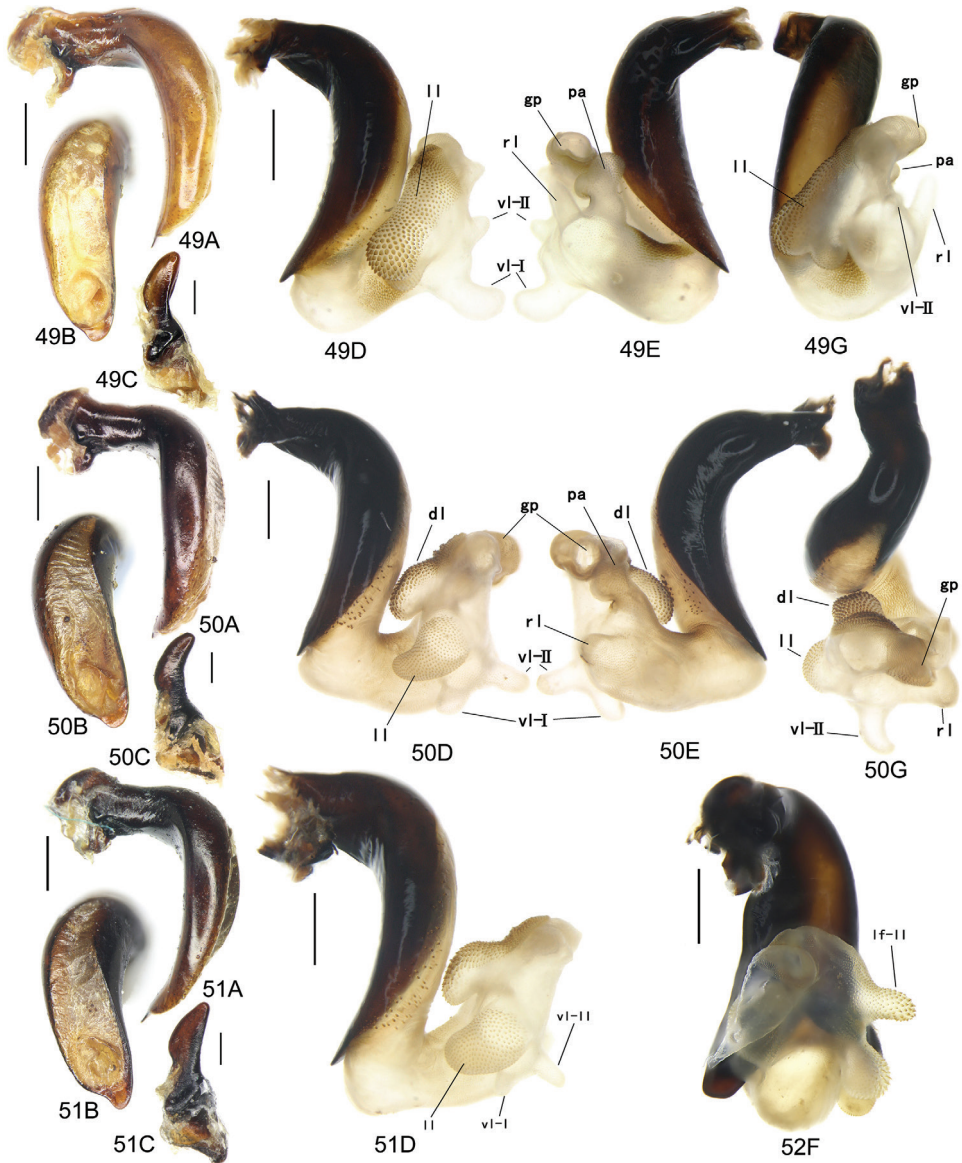 49A
49B
49C
ll
vl-II
vl-I
49D
gp
pa
rl
49E
gp
ll
pa
rl
vl-II
49G
50A
50B
50C
dl
gp
ll
vl-II
vl-I
50D
pa
dl
rl
50E
dl
ll
gp
vl-II
rl
50G
51A
51B
51C
ll
vl-II
vl-I
51D
lf-II
52F